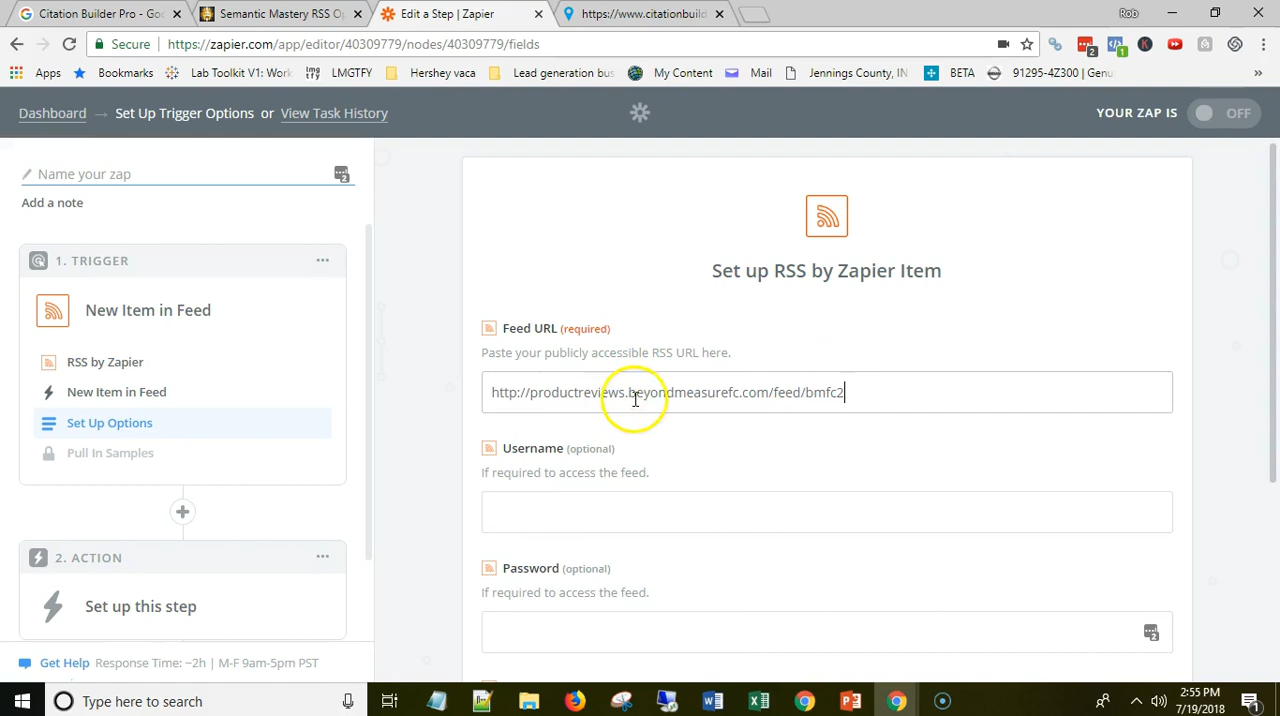 Citation Builder Pro - Goo
Semantic Mastery RSS Op
Edit a Step | Zapier
https://www.citationbuild
Rob
Secure
https://zapier.com/app/editor/40309779/nodes/40309779/fields
Apps
Bookmarks
Lab Toolkit V1: Work
LMGTFY
Hershey vaca
Lead generation bus
My Content
Mail
Jennings County, IN
BETA
91295-4Z300 | Genu
»
Dashboard → Set Up Trigger Options or View Task History
YOUR ZAP IS OFF
Name your zap
Add a note
1. TRIGGER
New Item in Feed
RSS by Zapier
New Item in Feed
Set Up Options
Pull In Samples
2. ACTION
Set up this step
Get Help Response Time: ~2h | M-F 9am-5pm PST
Set up RSS by Zapier Item
Feed URL (required)
Paste your publicly accessible RSS URL here.
http://productreviews.beyondmeasurefc.com/feed/bmfc2
Username (optional)
If required to access the feed.
Password (optional)
If required to access the feed.
Type here to search
2:55 PM
7/19/2018